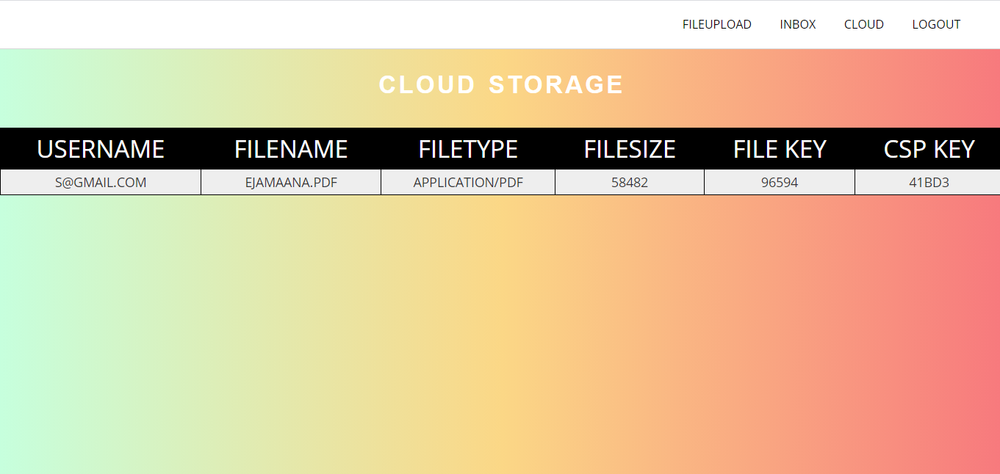 FILEUPLOAD INBOX CLOUD LOGOUT
CLOUD STORAGE
USERNAME FILENAME FILETYPE FILESIZE FILE KEY CSP KEY
S@GMAIL.COM EJAMAANA.PDF APPLICATION/PDF 58482 96594 41BD3